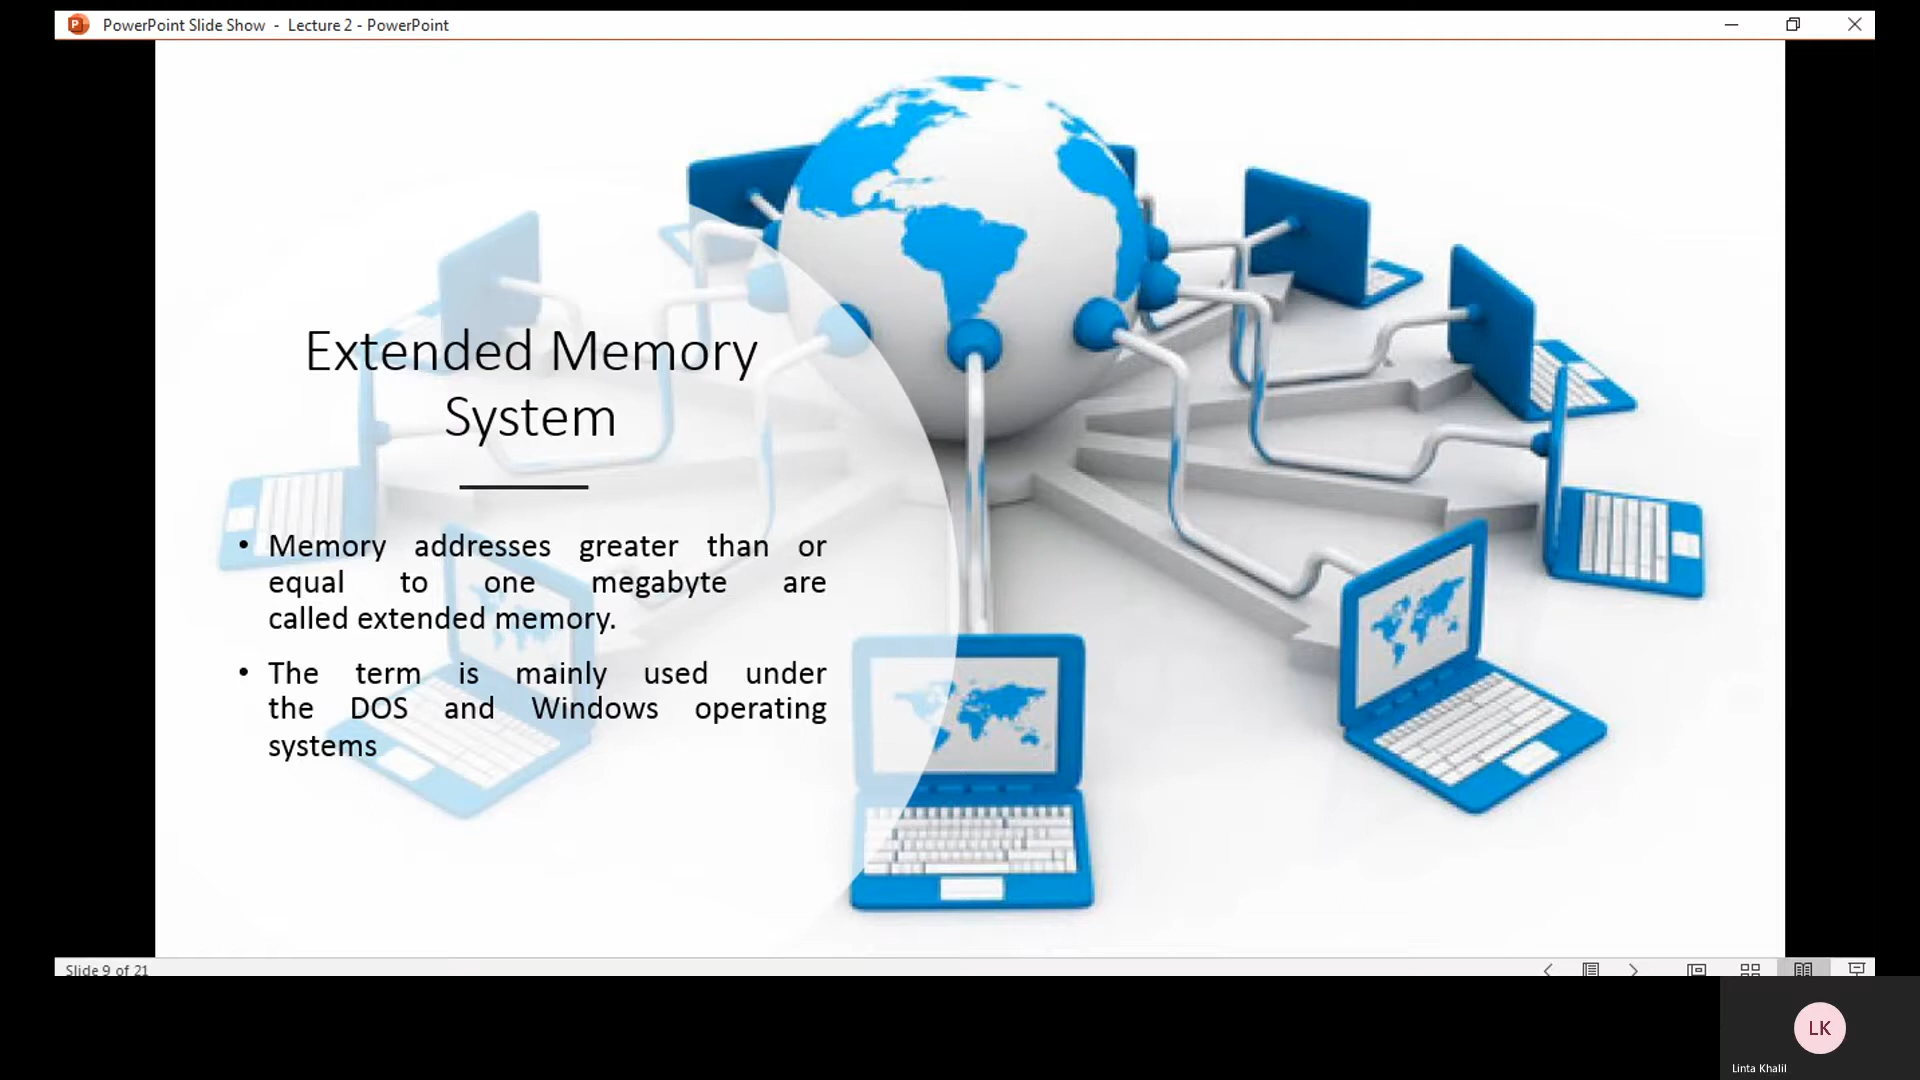 PowerPoint Slide Show - Lecture 2 - PowerPoint
Extended Memory
System
• Memory addresses greater than or
equal to one megabyte are
called extended memory.
• The term is mainly used under
the DOS and Windows operating
systems
Slide 9 of 21
LK
Linta Khalil